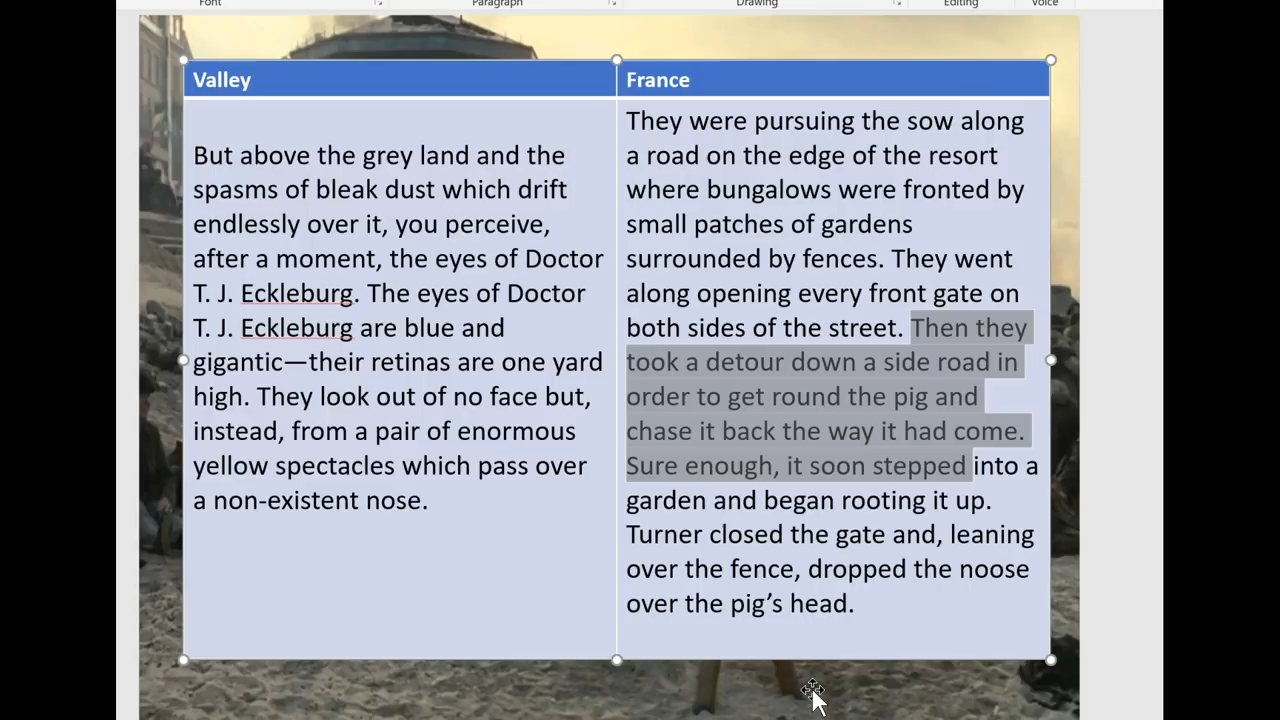 Font Paragraph Drawing Editing Voice
Valley
But above the grey land and the
spasms of bleak dust which drift
endlessly over it, you perceive,
after a moment, the eyes of Doctor
T. J. Eckleburg. The eyes of Doctor
T. J. Eckleburg are blue and
gigantic—their retinas are one yard
high. They look out of no face but,
instead, from a pair of enormous
yellow spectacles which pass over
a non-existent nose.
France
They were pursuing the sow along
a road on the edge of the resort
where bungalows were fronted by
small patches of gardens
surrounded by fences. They went
along opening every front gate on
both sides of the street. Then they
took a detour down a side road in
order to get round the pig and
chase it back the way it had come.
Sure enough, it soon stepped into a
garden and began rooting it up.
Turner closed the gate and, leaning
over the fence, dropped the noose
over the pig’s head.